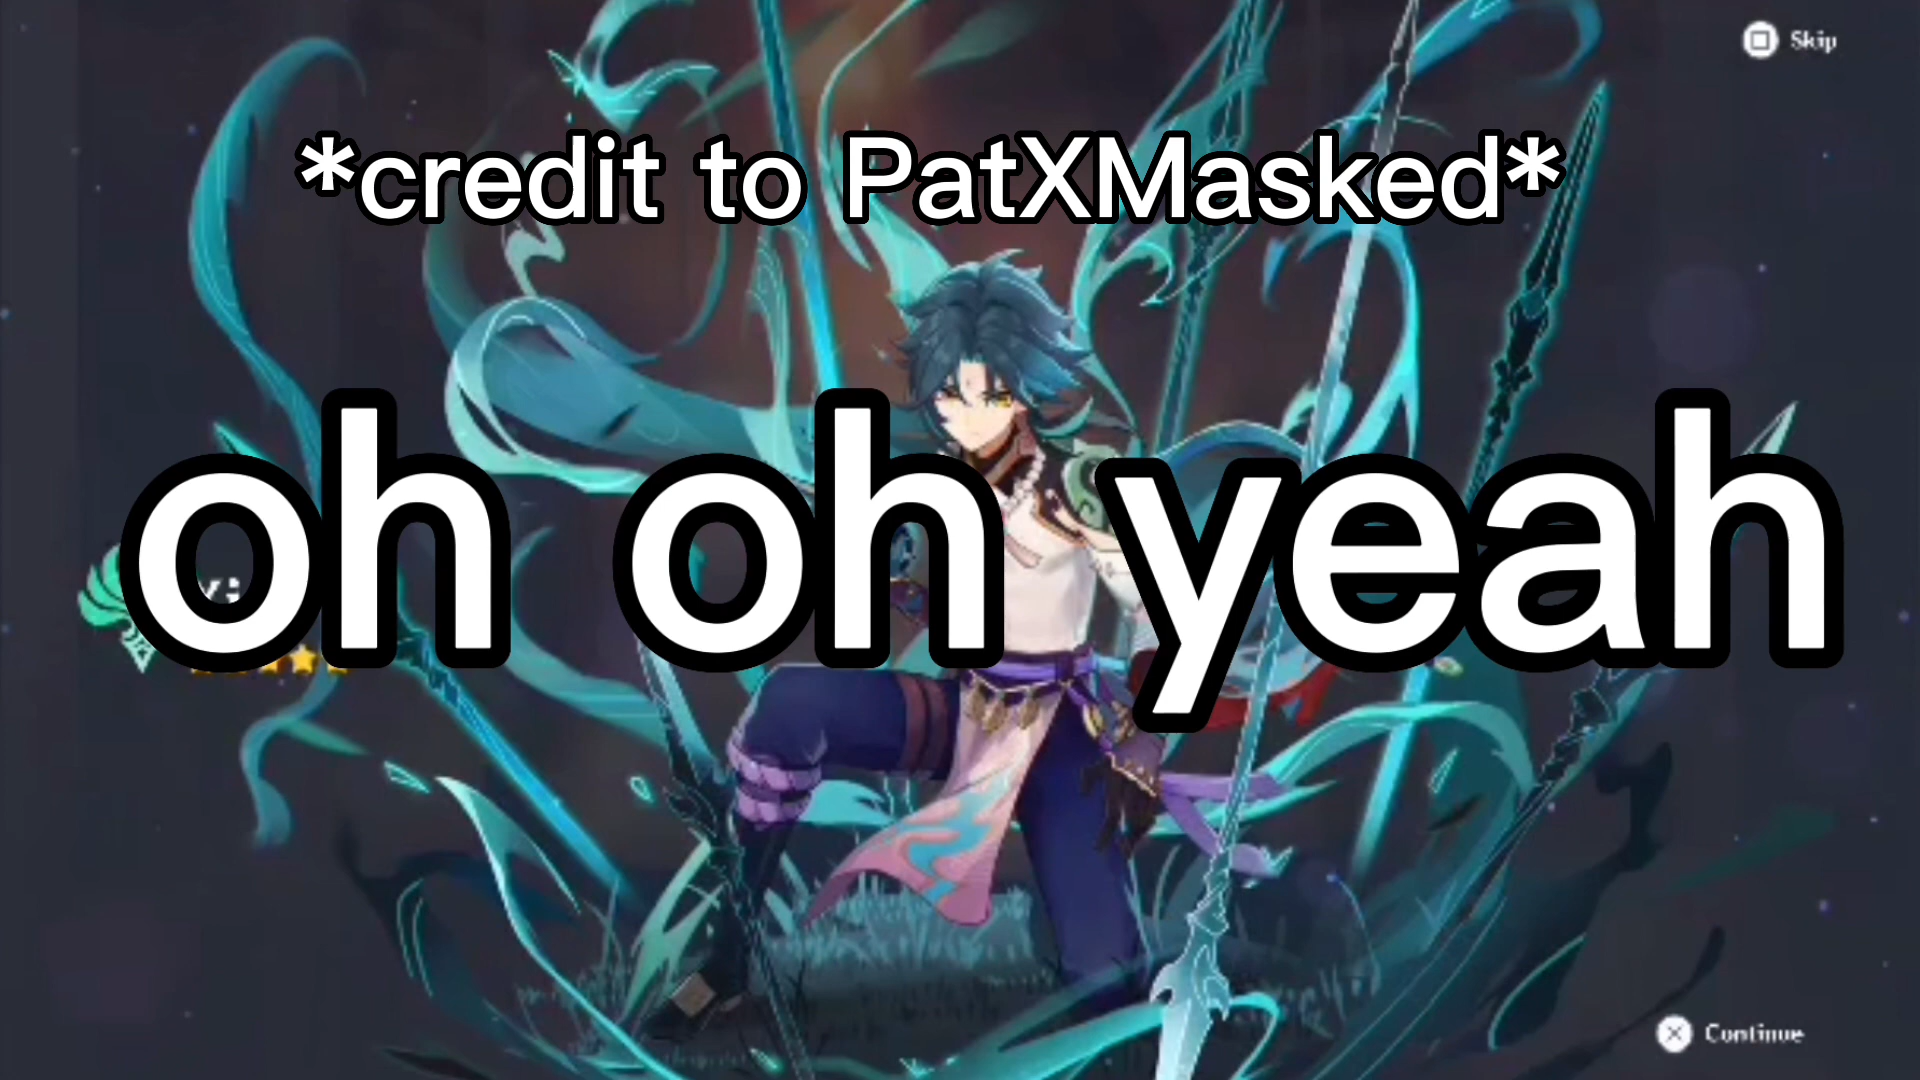 Skip
*credit to PatXMasked*
oh oh yeah
Continue